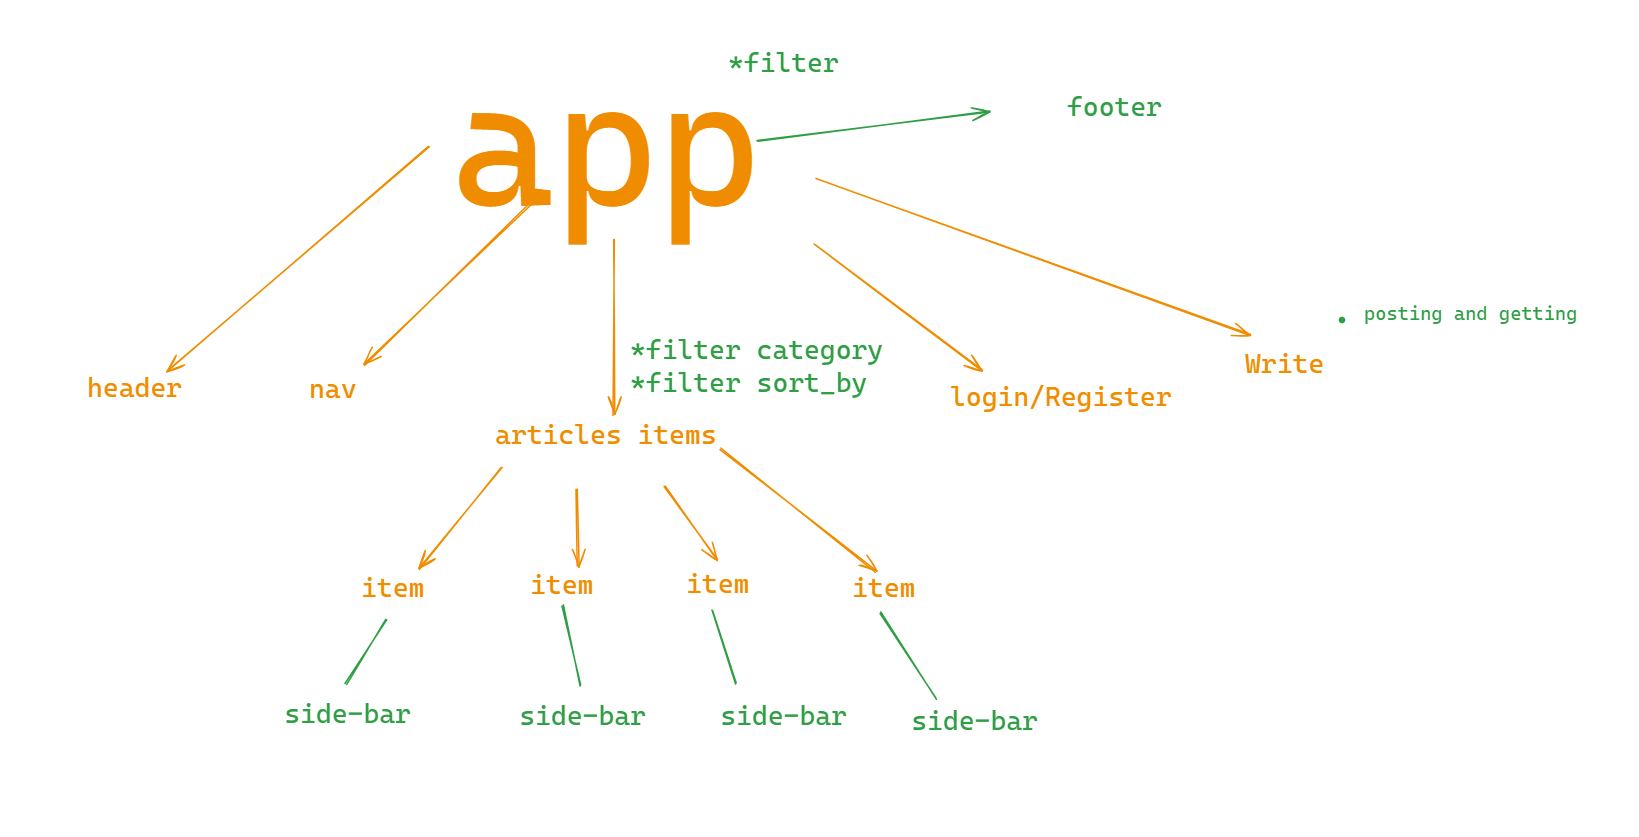 *filter
app
footer
posting and getting
*filter category
*filter sort_by
header
nav
login/Register
Write
articles items
item
item
item
item
side-bar
side-bar
side-bar
side-bar